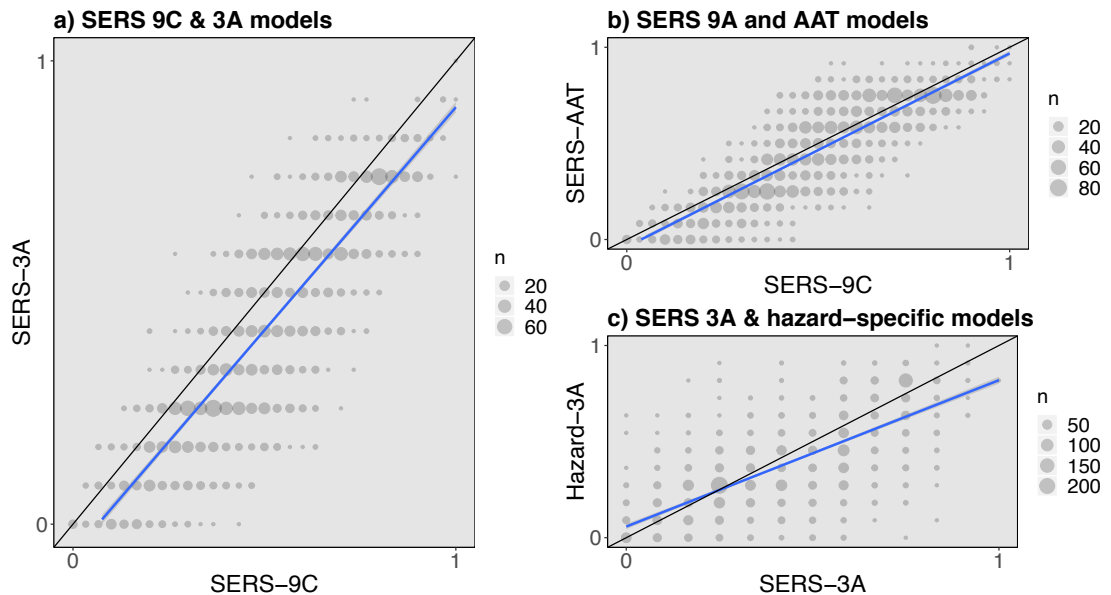 a) SERS 9C & 3A models
1
SERS−3A
0
0
1
SERS−9C
n
20
40
60
b) SERS 9A and AAT models
1
SERS−AAT
0
0
1
SERS−9C
n
20
40
60
80
c) SERS 3A & hazard−specific models
1
Hazard−3A
0
0
1
SERS−3A
n
50
100
150
200